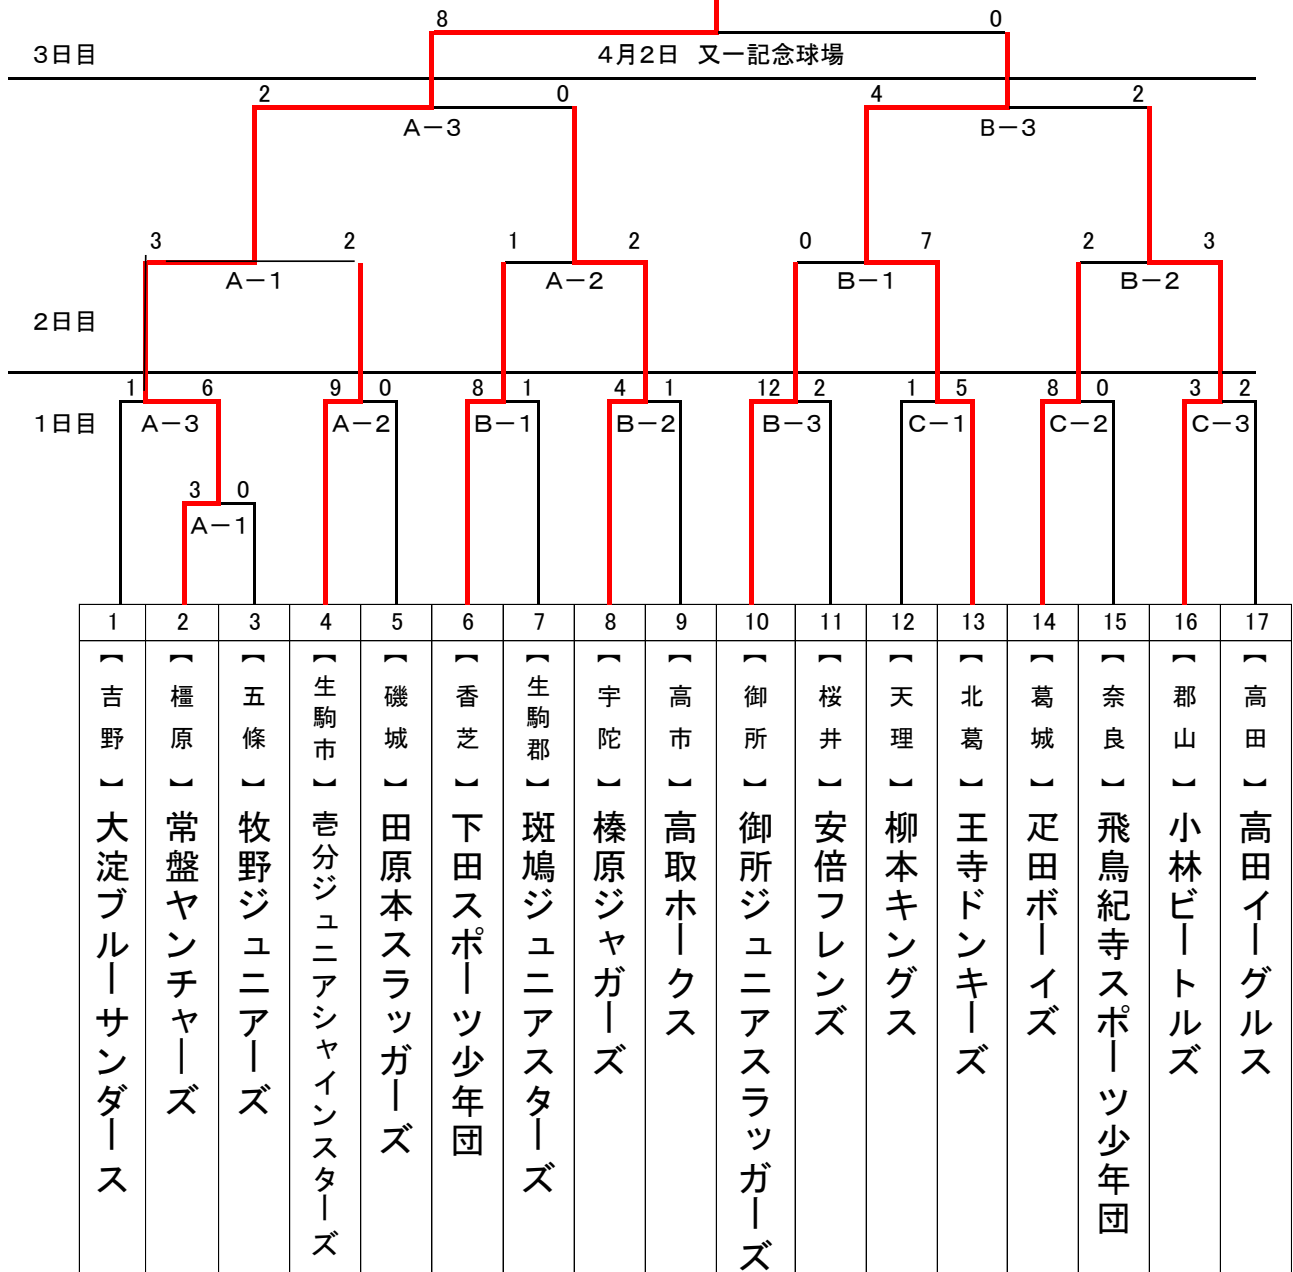 8 0
3日目 4月2日 又一記念球場
2 0 4 2
A－3 B－3
3 2 1 2 0 7 2 3
A－1 A－2 B－1 B－2
2日目
1 6 9 0 8 1 4 1 12 2 1 5 8 0 3 8 2
1日目 A－3 A－2 B－1 B－2 B－3 C－1 C－2 C－3
3 0
A－1
1 2 3 4 5 6 7 8 9 10 11 12 13 14 15 16 17
【吉野】大淀ブルーサンダース
【橿原】常盤ヤンチャーズ
【五條】牧野ジュニアーズ
【生駒市】壱分ジュニアシャインスターズ
【磯城】田原本スラッガーズ
【香芝】下田スポーツ少年団
【生駒郡】斑鳩ジュニアスターズ
【宇陀】榛原ジャガーズ
【高市】高取ホークス
【御所】御所ジュニアスラッガーズ
【桜井】安倍フレンズ
【天理】柳本キングス
【北葛】王寺ドンキーズ
【葛城】疋田ボーイズ
【奈良】飛鳥紀寺スポーツ少年団
【郡山】小林ビートルズ
【高田】高田イーグルス